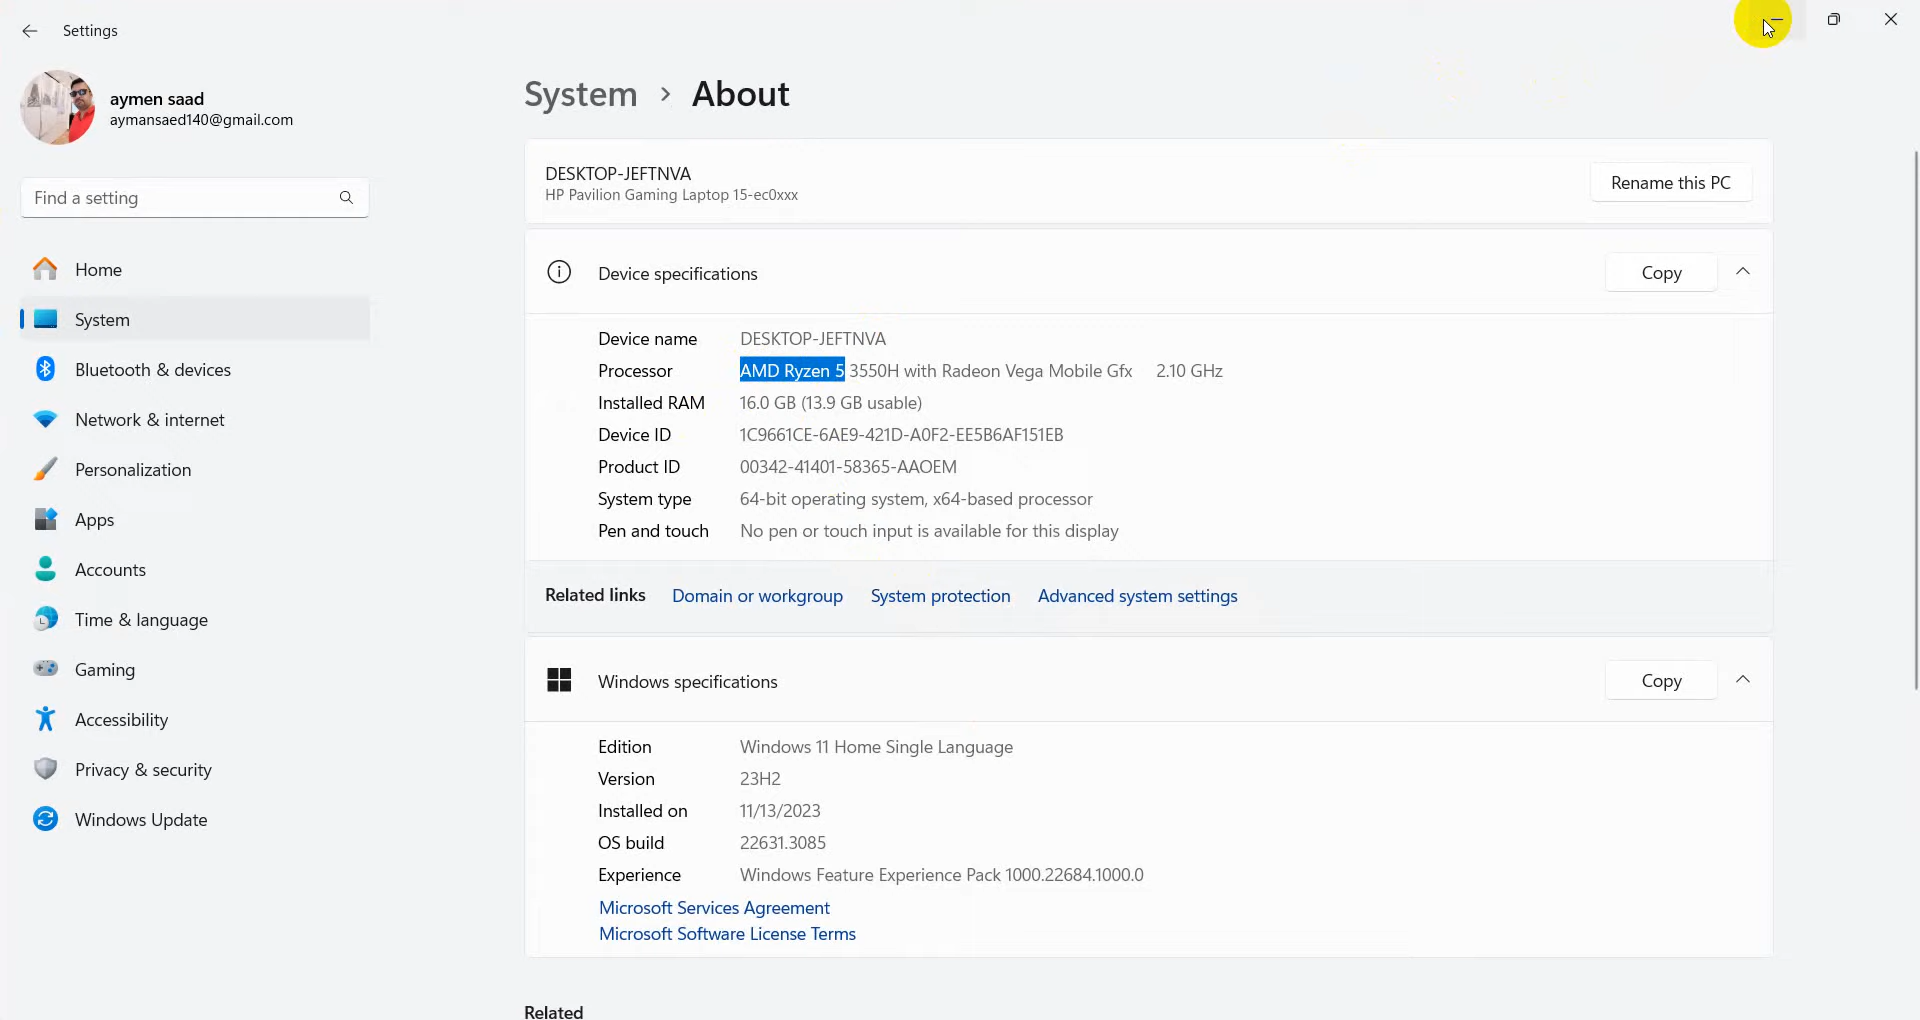 Settings
aymen saad
aymansaed140@gmail.com
Find a setting
Home
System
Bluetooth & devices
Network & internet
Personalization
Apps
Accounts
Time & language
Gaming
Accessibility
Privacy & security
Windows Update
System > About
DESKTOP-JEFTNVA
HP Pavilion Gaming Laptop 15-ec0xxx
Rename this PC
Device specifications
Copy
Device name DESKTOP-JEFTNVA
Processor AMD Ryzen 5 3550H with Radeon Vega Mobile Gfx 2.10 GHz
Installed RAM 16.0 GB (13.9 GB usable)
Device ID 1C9661CE-6AE9-421D-A0F2-EE5B6AF151EB
Product ID 00342-41401-58365-AAOEM
System type 64-bit operating system, x64-based processor
Pen and touch No pen or touch input is available for this display
Related links Domain or workgroup System protection Advanced system settings
Windows specifications
Copy
Edition Windows 11 Home Single Language
Version 23H2
Installed on 11/13/2023
OS build 22631.3085
Experience Windows Feature Experience Pack 1000.22684.1000.0
Microsoft Services Agreement
Microsoft Software License Terms
Related